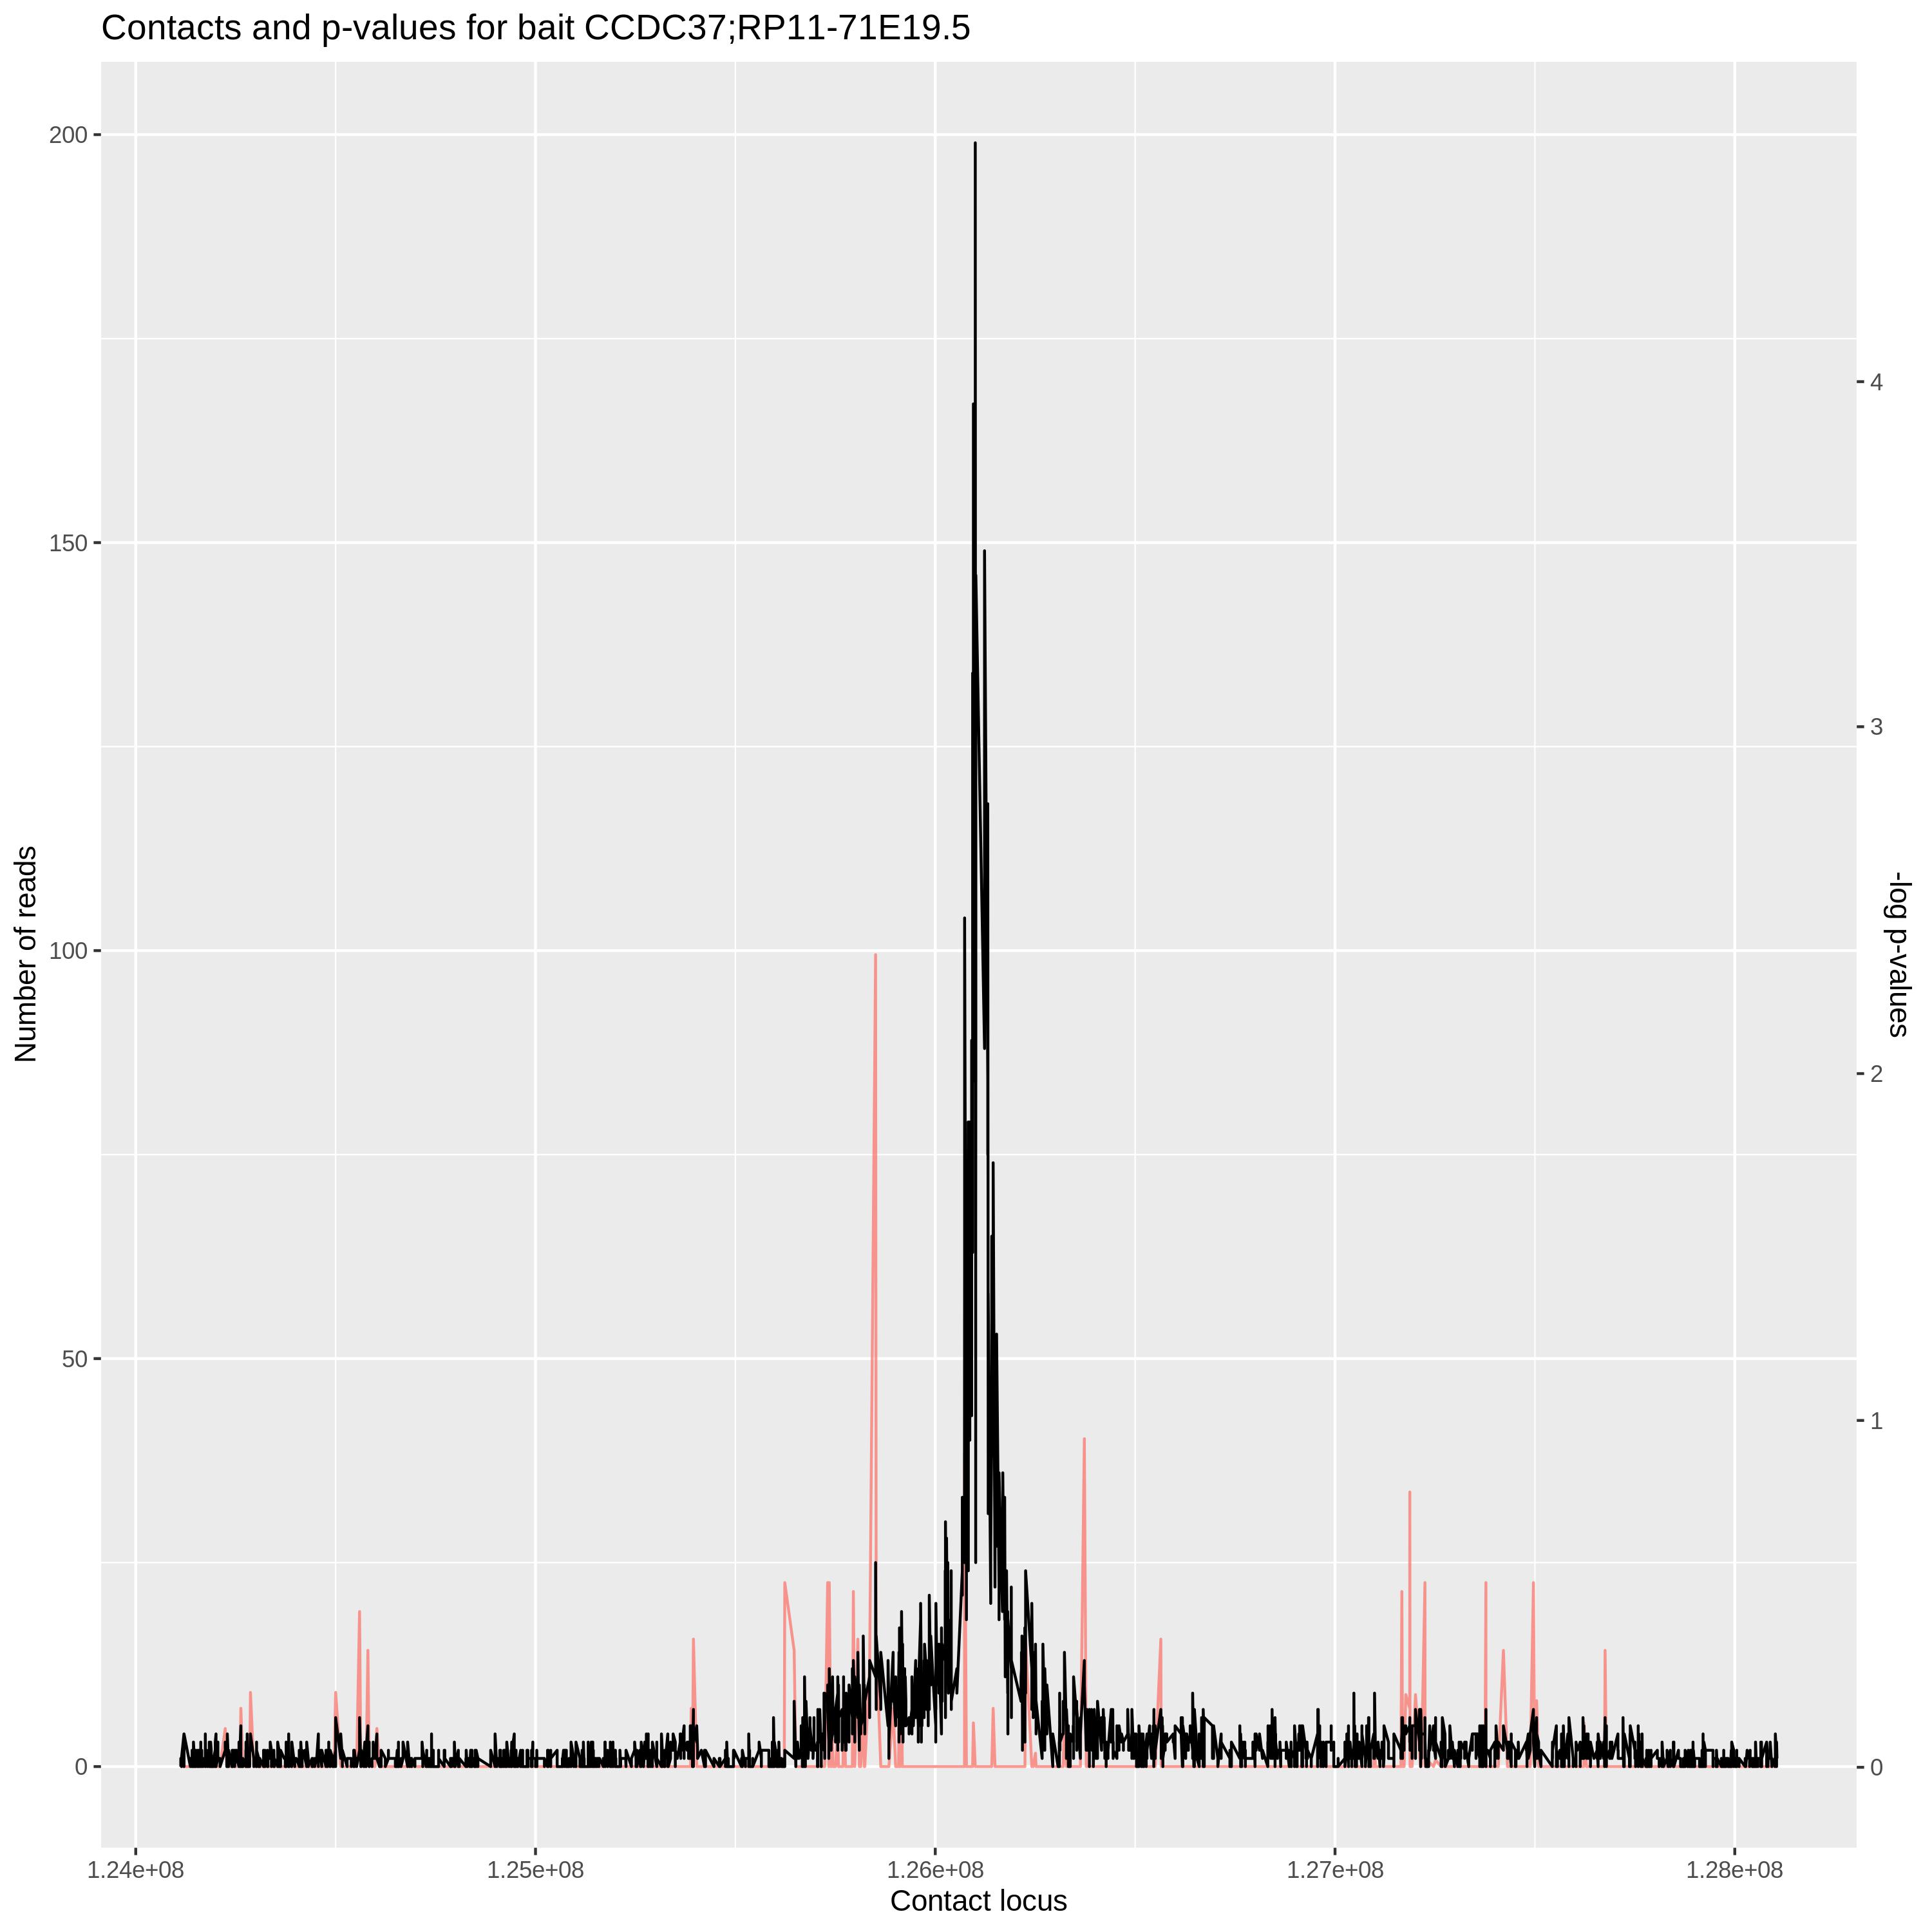 Contacts and p-values for bait CCDC37;RP11-71E19.5
200
150
100
50
0
Number of reads
4
3
2
1
0
-log p-values
1.24e+08
1.25e+08
1.26e+08
1.27e+08
1.28e+08
Contact locus